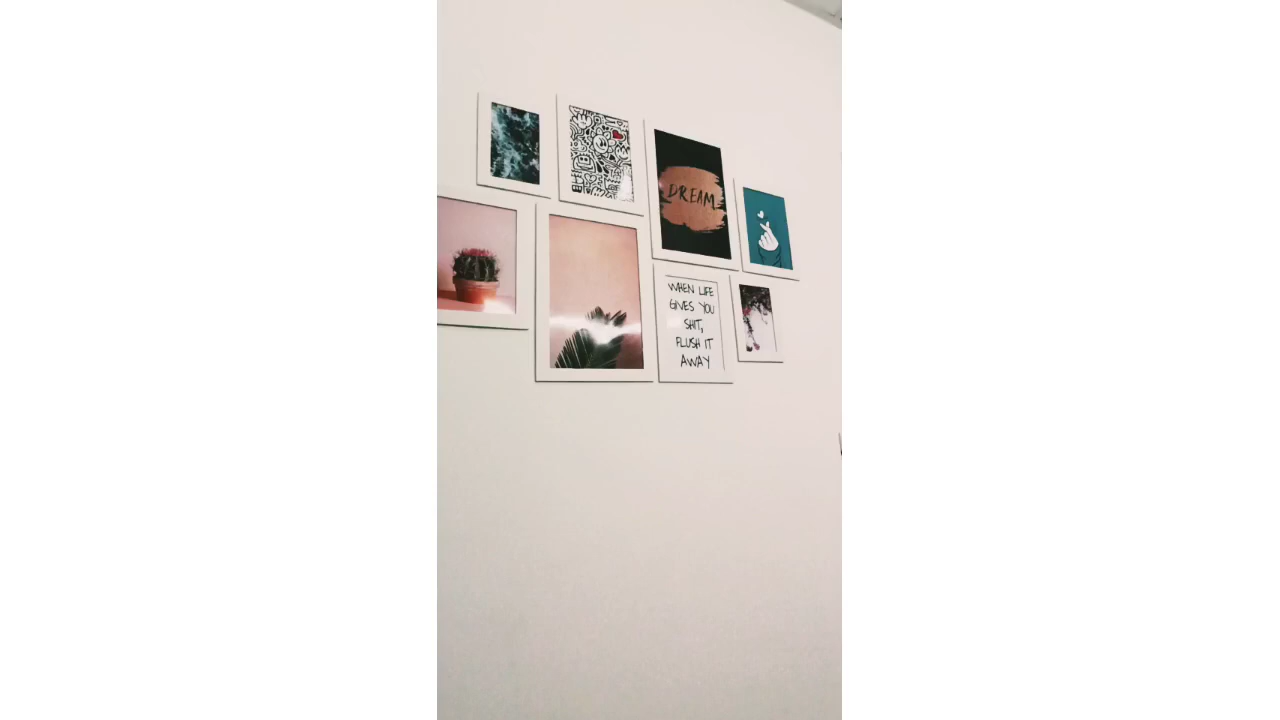 DREAM
WHEN LIFE
GIVES YOU
SHIT,
FLUSH IT
AWAY